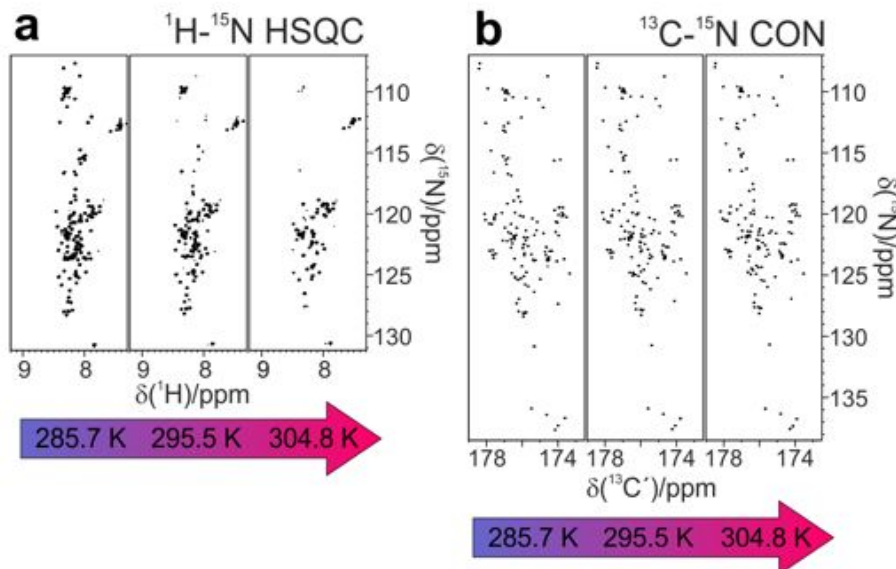 a
¹H-¹⁵N HSQC
110
115
120
125
130
δ(¹⁵N)/ppm
9 8 9 8 9 8
δ(¹H)/ppm
285.7 K 295.5 K 304.8 K
b
¹³C-¹⁵N CON
110
115
120
125
130
135
δ(¹⁵N)/ppm
178 174 178 174 178 174
δ(¹³C´)/ppm
285.7 K 295.5 K 304.8 K